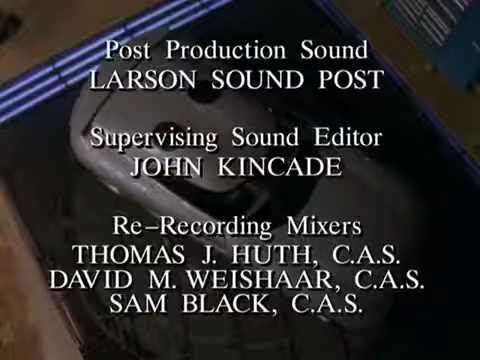 Post Production Sound
LARSON SOUND POST
Supervising Sound Editor
JOHN KINCADE
Re-Recording Mixers
THOMAS J. HUTH, C.A.S.
DAVID M. WEISHAAR, C.A.S.
SAM BLACK, C.A.S.